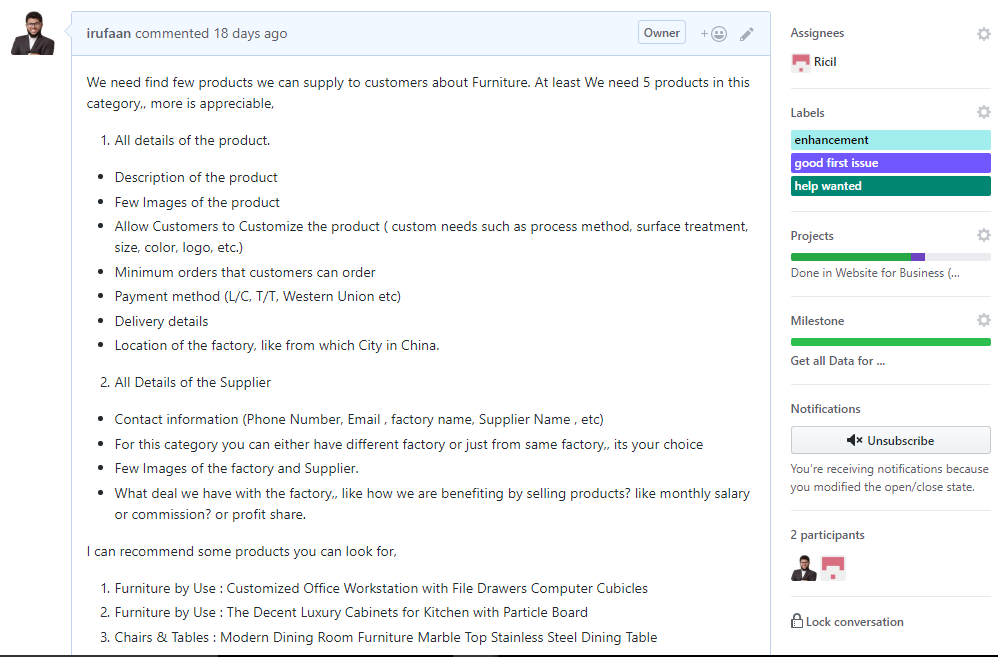 irufaan commented 18 days ago
Owner
We need find few products we can supply to customers about Furniture. At least We need 5 products in this
category,, more is appreciable,
1. All details of the product.
• Description of the product
• Few Images of the product
• Allow Customers to Customize the product ( custom needs such as process method, surface treatment,
size, color, logo, etc.)
• Minimum orders that customers can order
• Payment method (L/C, T/T, Western Union etc)
• Delivery details
• Location of the factory, like from which City in China.
2. All Details of the Supplier
• Contact information (Phone Number, Email , factory name, Supplier Name , etc)
• For this category you can either have different factory or just from same factory,, its your choice
• Few Images of the factory and Supplier.
• What deal we have with the factory,, like how we are benefiting by selling products? like monthly salary
or commission? or profit share.
I can recommend some products you can look for,
1. Furniture by Use : Customized Office Workstation with File Drawers Computer Cubicles
2. Furniture by Use : The Decent Luxury Cabinets for Kitchen with Particle Board
3. Chairs & Tables : Modern Dining Room Furniture Marble Top Stainless Steel Dining Table
Assignees
Ricil
Labels
enhancement
good first issue
help wanted
Projects
Done in Website for Business (...
Milestone
Get all Data for ...
Notifications
Unsubscribe
You're receiving notifications because
you modified the open/close state.
2 participants
Lock conversation